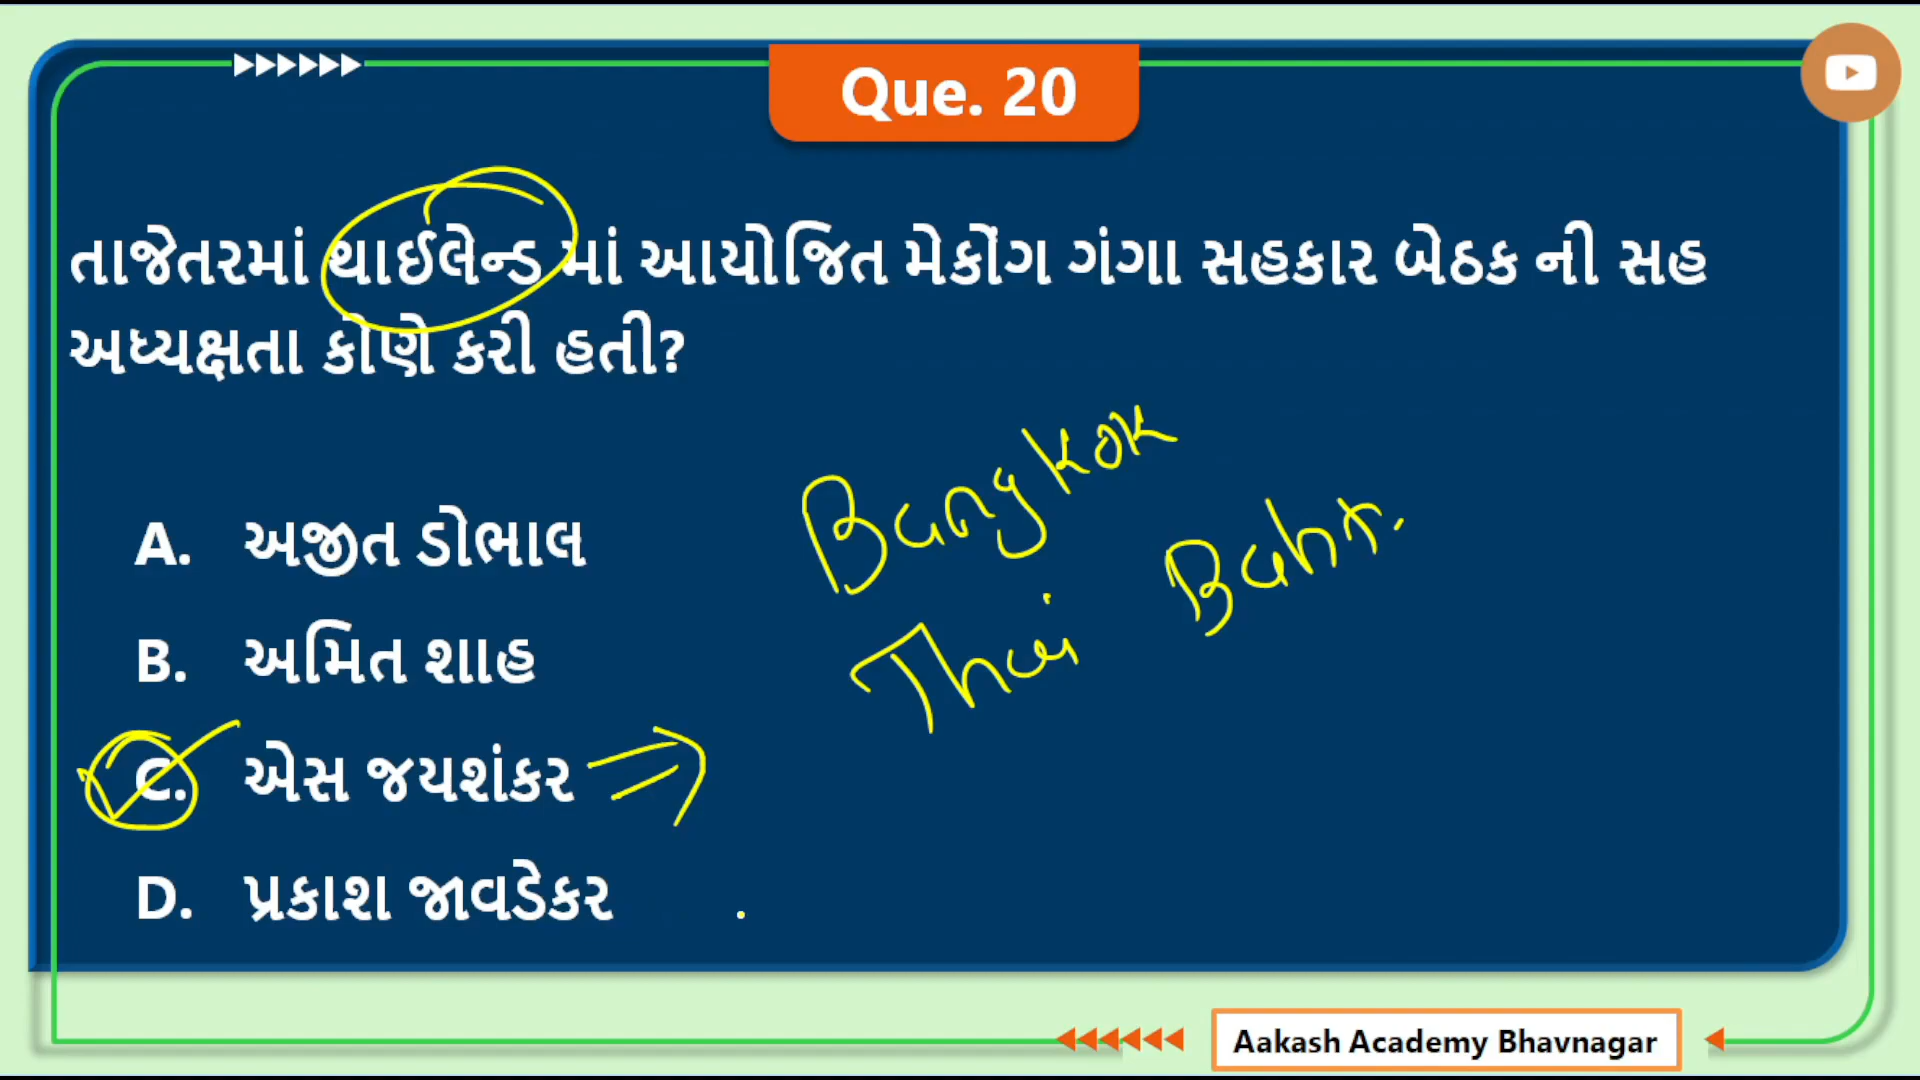 Que. 20
તાજેતરમાં થાઈલેન્ડ માં આયોજિત મેકોંગ ગંગા સહકાર બેઠક ની સહ
અધ્યક્ષતા કોણે કરી હતી?
Bangkok
Thai Baht.
A. અજીત ડોભાલ
B. અમિત શાહ
C. એસ જયશંકર
D. પ્રકાશ જાવડેકર
Aakash Academy Bhavnagar